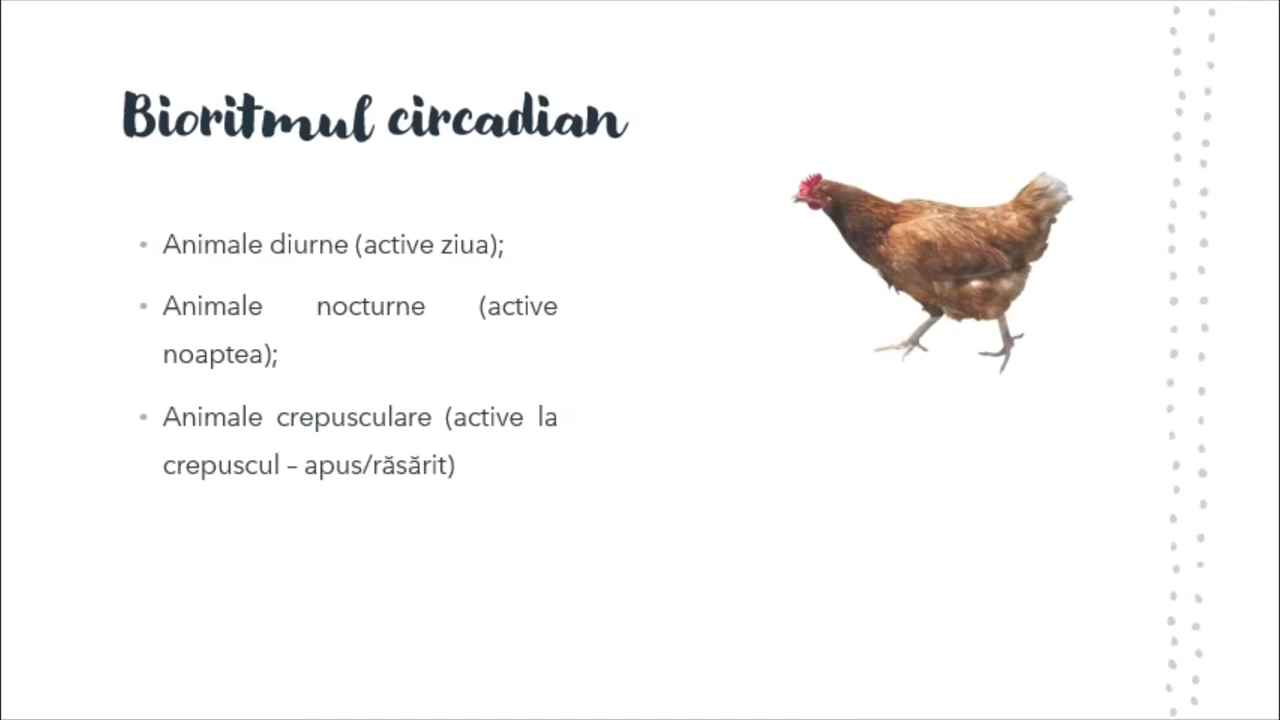 Bioritmul circadian
• Animale diurne (active ziua);
• Animale nocturne (active
noaptea);
• Animale crepusculare (active la
crepuscul – apus/răsărit)